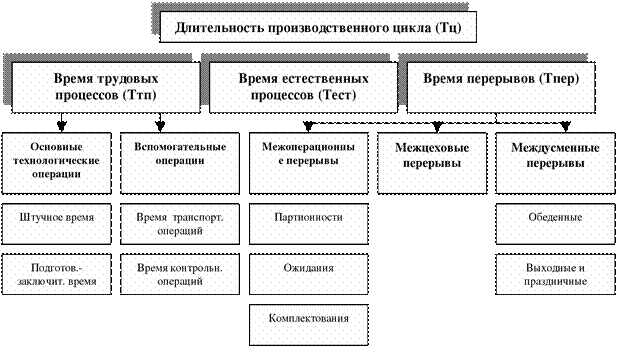 Длительность производственного цикла (Тц)
Время трудовых
процессов (Ттп)
Время естественных
процессов (Тест)
Время перерывов (Тпер)
Основные
технологические
операции
Вспомогательные
операции
Межоперационны
е перерывы
Межцеховые
перерывы
Междусменные
перерывы
Штучное время
Время транспорт.
операций
Партионности
Обеденные
Подготов.-
заключит. время
Время контрольн.
операций
Ожидания
Выходные и
праздничные
Комплектования